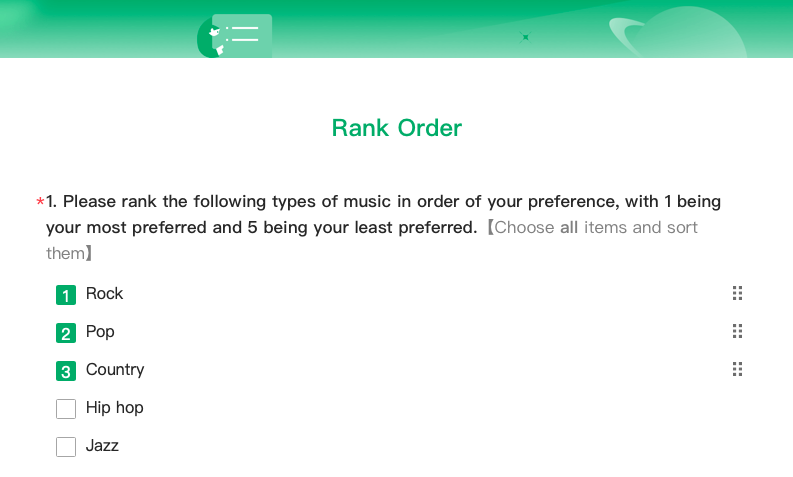 Rank Order
*1. Please rank the following types of music in order of your preference, with 1 being
your most preferred and 5 being your least preferred.【Choose all items and sort
them】
1 Rock
2 Pop
3 Country
Hip hop
Jazz